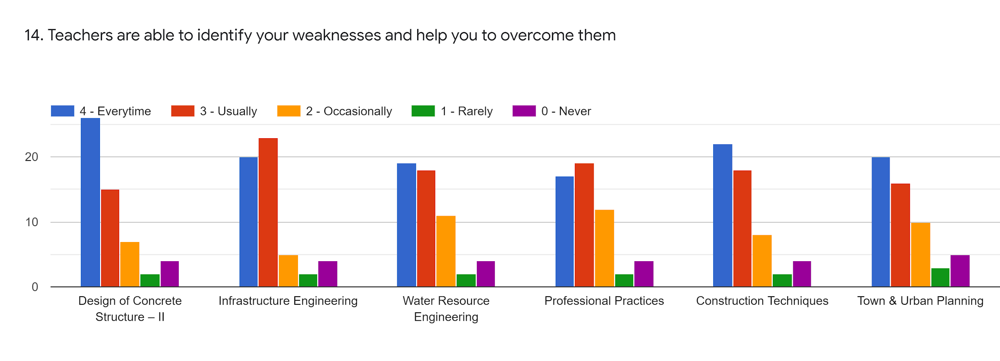 14. Teachers are able to identify your weaknesses and help you to overcome them
4 - Everytime 3 - Usually 2 - Occasionally 1 - Rarely 0 - Never
20
10
0
Design of Concrete
Structure – II
Infrastructure Engineering
Water Resource
Engineering
Professional Practices
Construction Techniques
Town & Urban Planning